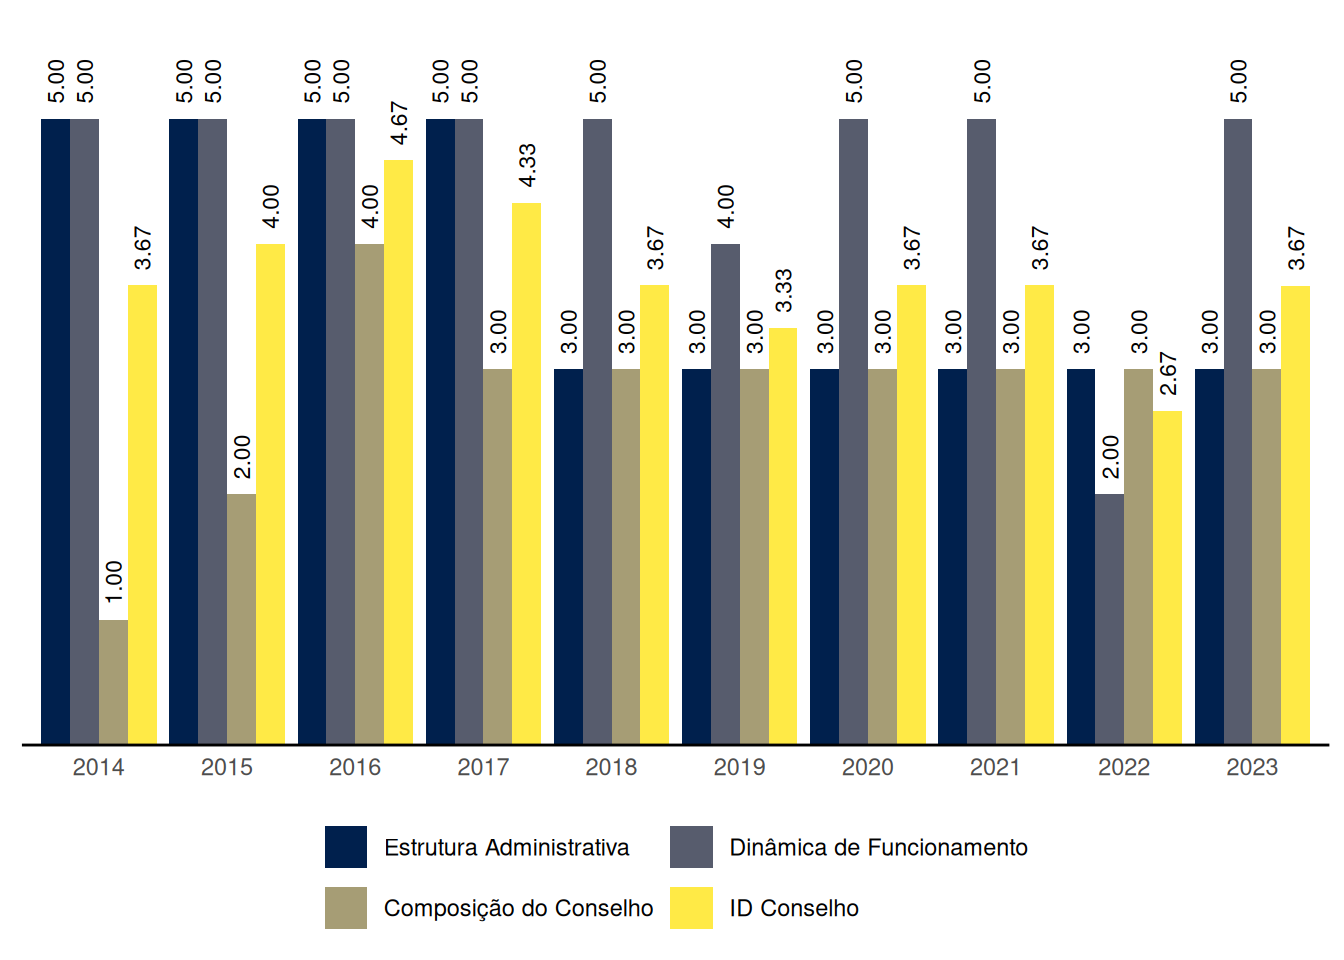 5.00 5.00 1.00 3.67
5.00 5.00 2.00 4.00
5.00 5.00 4.00 4.67
5.00 5.00 3.00 4.33
3.00 5.00 3.00 3.67
3.00 4.00 3.00 3.33
3.00 5.00 3.00 3.67
3.00 5.00 3.00 3.67
3.00 2.00 3.00 2.67
3.00 5.00 3.00 3.67
2014 2015 2016 2017 2018 2019 2020 2021 2022 2023
Estrutura Administrativa Dinâmica de Funcionamento
Composição do Conselho ID Conselho